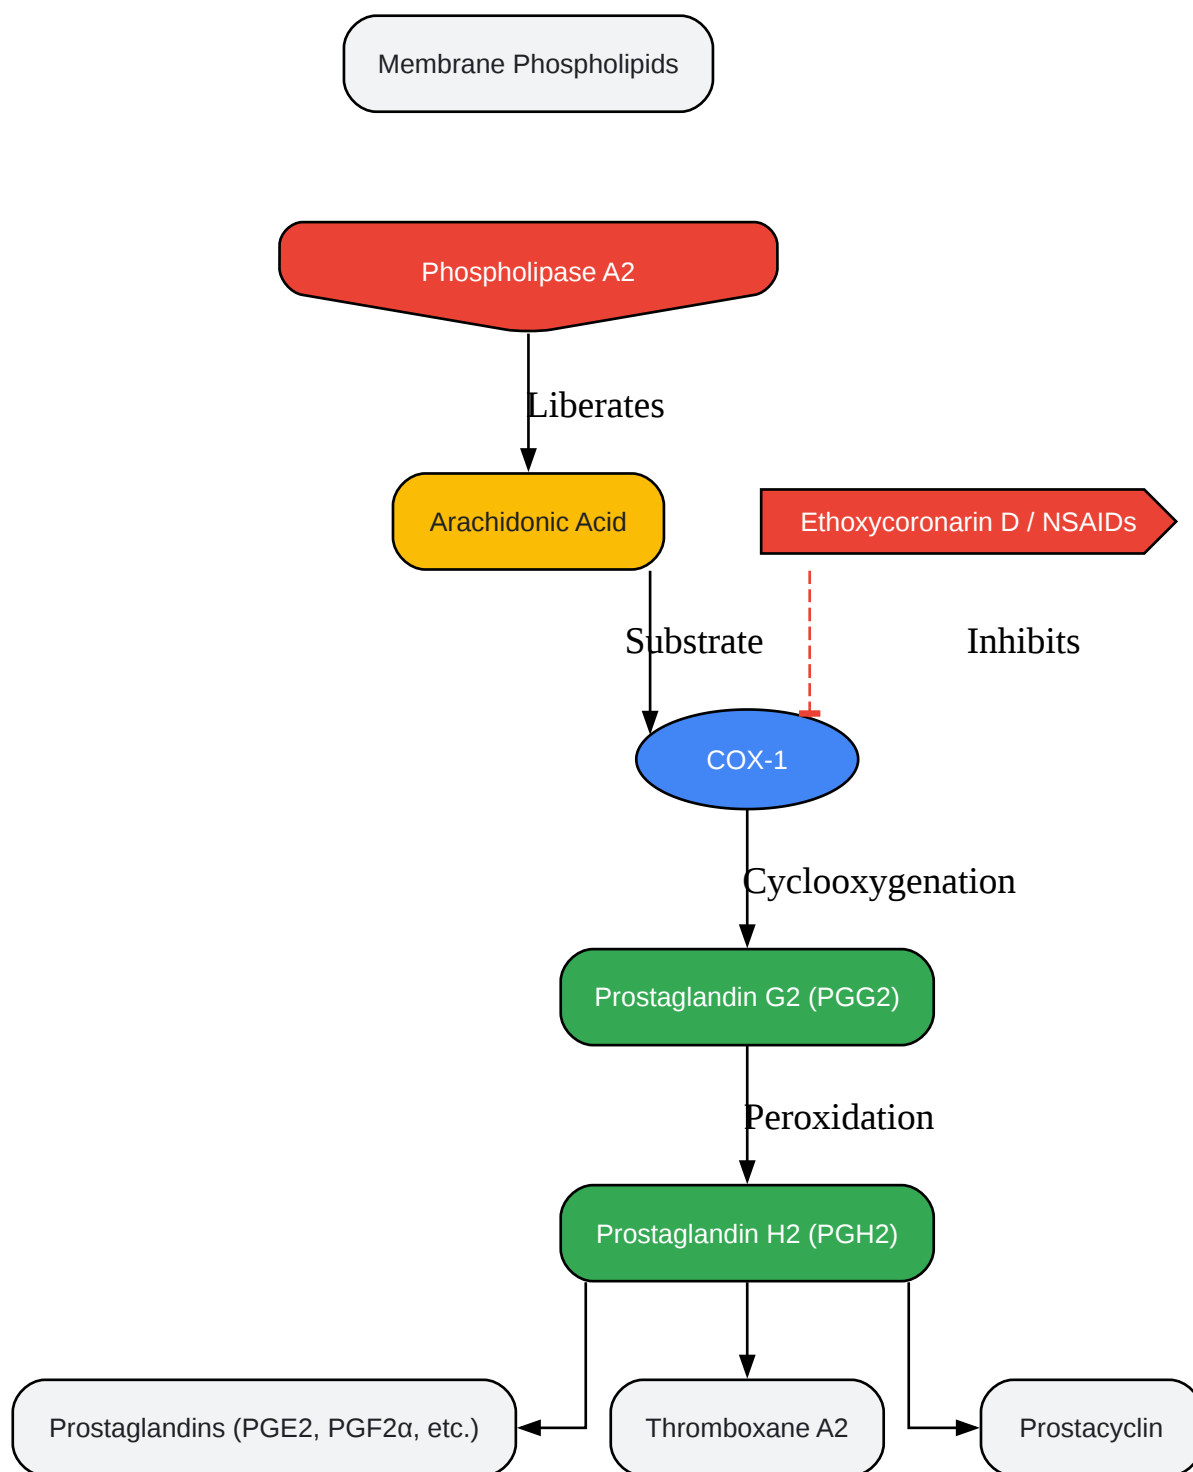 Membrane Phospholipids
Phospholipase A2
Liberates
Arachidonic Acid
Ethoxycoronarin D / NSAIDs
Substrate
Inhibits
COX-1
Cyclooxygenation
Prostaglandin G2 (PGG2)
Peroxidation
Prostaglandin H2 (PGH2)
Prostaglandins (PGE2, PGF2α, etc.)
Thromboxane A2
Prostacyclin